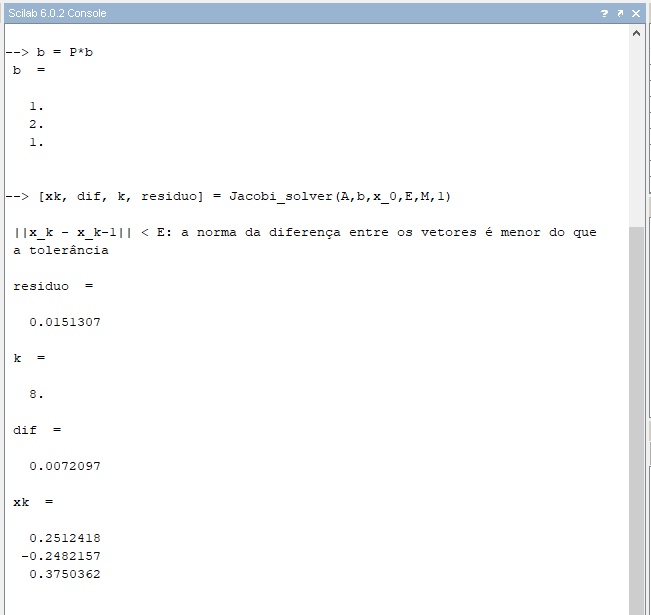 Scilab 6.0.2 Console
--> b = P*b
b =
1.
2.
1.
--> [xk, dif, k, residuo] = Jacobi_solver(A,b,x_0,E,M,1)
||x_k - x_k-1|| < E: a norma da diferença entre os vetores é menor do que
a tolerância
residuo =
0.0151307
k =
8.
dif =
0.0072097
xk =
0.2512418
-0.2482157
0.3750362